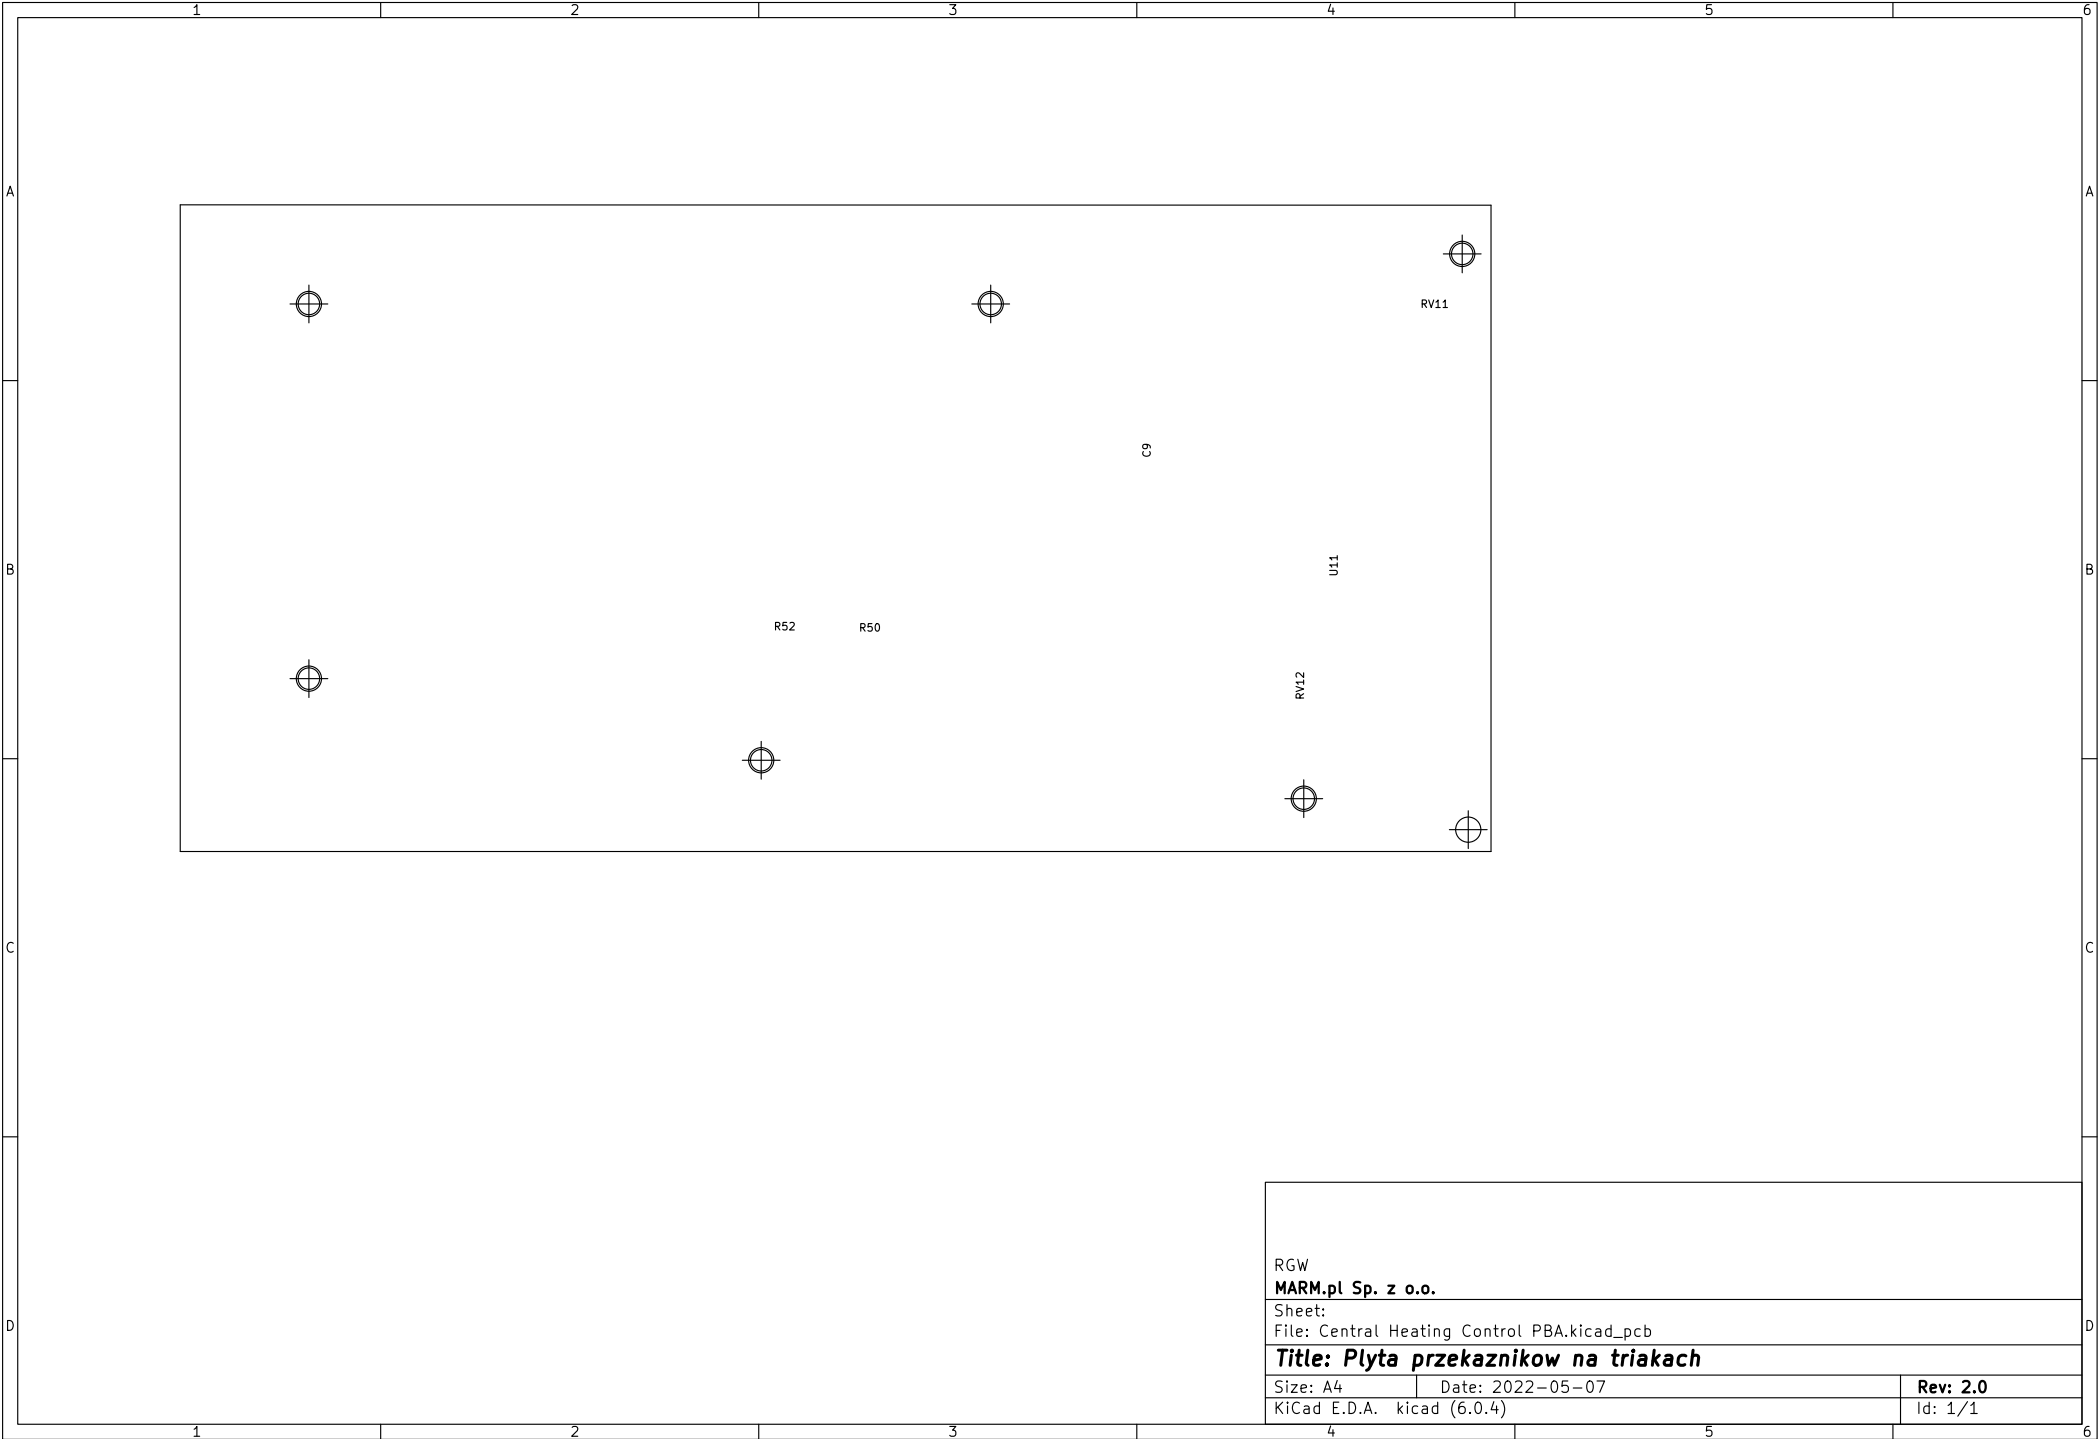 1 2 3 4 5 6
A A
RV11
C9
B B
U11
R52 R50
RV12
C C
RGW
MARM.pl Sp. z o.o.
Sheet:
D D
File: Central Heating Control PBA.kicad_pcb
Title: Plyta przekaznikow na triakach
Size: A4 Date: 2022-05-07 Rev: 2.0
KiCad E.D.A. kicad (6.0.4) Id: 1/1
1 2 3 4 5 6